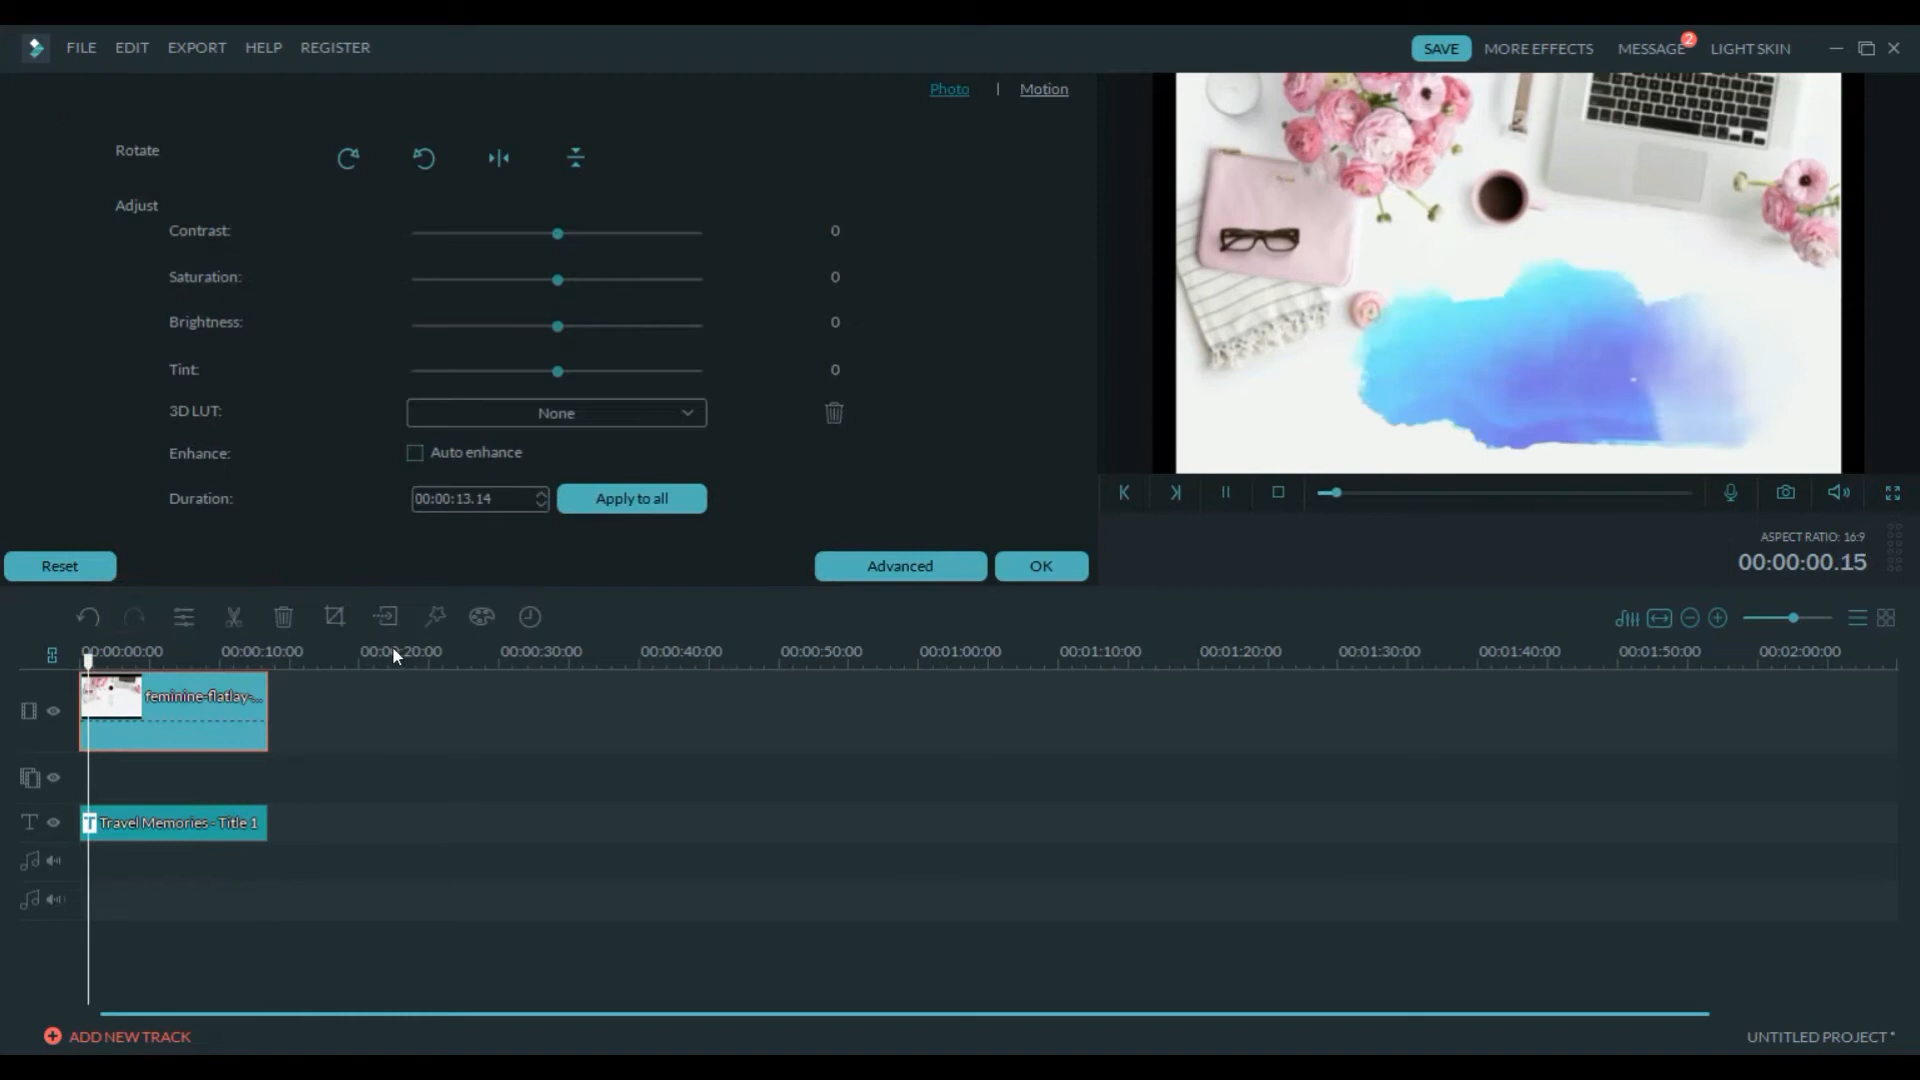 FILE EDIT EXPORT HELP REGISTER SAVE MORE EFFECTS MESSAGE 2 LIGHT SKIN
Photo | Motion
Rotate
Adjust
Contrast: 0
Saturation: 0
Brightness: 0
Tint: 0
3D LUT: None
Enhance: Auto enhance
Duration: 00:00:13.14 Apply to all
Reset Advanced OK
ASPECT RATIO: 16:9
00:00:00.15
00:00:00:00 00:00:10:00 00:00:20:00 00:00:30:00 00:00:40:00 00:00:50:00 00:01:00:00 00:01:10:00 00:01:20:00 00:01:30:00 00:01:40:00 00:01:50:00 00:02:00:00
feminine-flatlay-...
T T Travel Memories - Title 1
ADD NEW TRACK UNTITLED PROJECT *